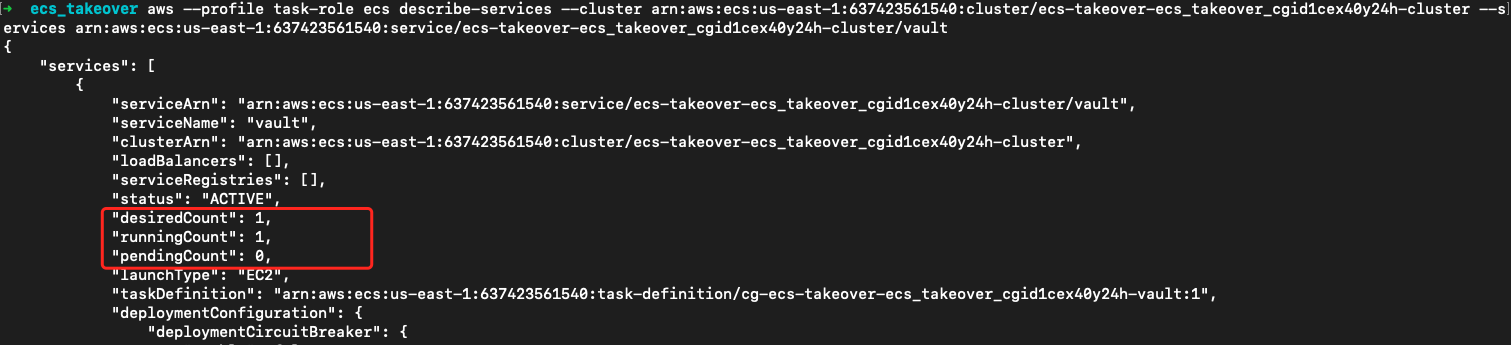 [→  ecs_takeover aws --profile task-role ecs describe-services --cluster arn:aws:ecs:us-east-1:637423561540:cluster/ecs-takeover-ecs_takeover_cgid1cex40y24h-cluster --s]
ervices arn:aws:ecs:us-east-1:637423561540:service/ecs-takeover-ecs_takeover_cgid1cex40y24h-cluster/vault
{
    "services": [
        {
            "serviceArn": "arn:aws:ecs:us-east-1:637423561540:service/ecs-takeover-ecs_takeover_cgid1cex40y24h-cluster/vault",
            "serviceName": "vault",
            "clusterArn": "arn:aws:ecs:us-east-1:637423561540:cluster/ecs-takeover-ecs_takeover_cgid1cex40y24h-cluster",
            "loadBalancers": [],
            "serviceRegistries": [],
            "status": "ACTIVE",
            "desiredCount": 1,
            "runningCount": 1,
            "pendingCount": 0,
            "launchType": "EC2",
            "taskDefinition": "arn:aws:ecs:us-east-1:637423561540:task-definition/cg-ecs-takeover-ecs_takeover_cgid1cex40y24h-vault:1",
            "deploymentConfiguration": {
                "deploymentCircuitBreaker": {